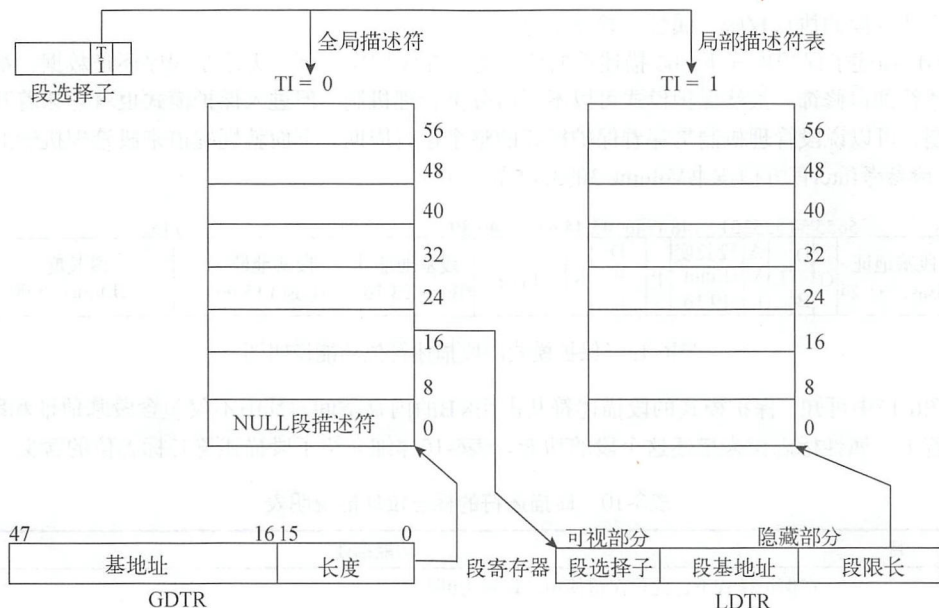 T
段选择子
全局描述符
TI = 0
局部描述符表
TI = 1
56
48
40
32
24
16
8
0
NULL段描述符
56
48
40
32
24
16
8
0
47
16 15
0
基地址
长度
GDTR
段寄存器
可视部分
隐藏部分
段选择子
段基地址
段限长
LDTR